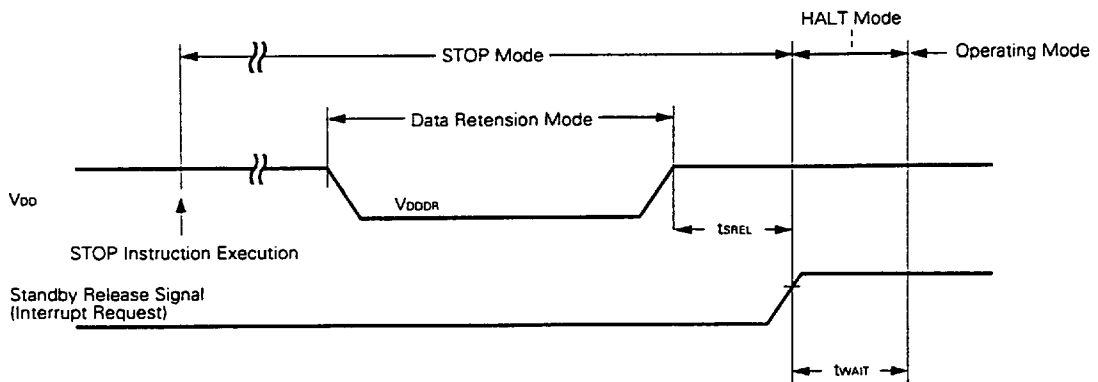 HALT Mode
STOP Mode
Operating Mode
Data Retension Mode
VDD
VDDDR
tSREL
STOP Instruction Execution
Standby Release Signal
(Interrupt Request)
tWAIT